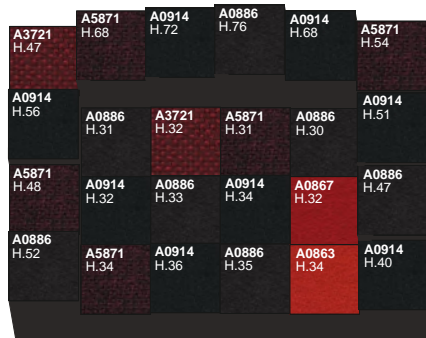 A3721
H.47
A5871
H.68
A0914
H.72
A0886
H.76
A0914
H.68
A5871
H.54
A0914
H.56
A0886
H.31
A3721
H.32
A5871
H.31
A0886
H.30
A0914
H.51
A5871
H.48
A0914
H.32
A0886
H.33
A0914
H.34
A0867
H.32
A0886
H.47
A0886
H.52
A5871
H.34
A0914
H.36
A0886
H.35
A0863
H.34
A0914
H.40